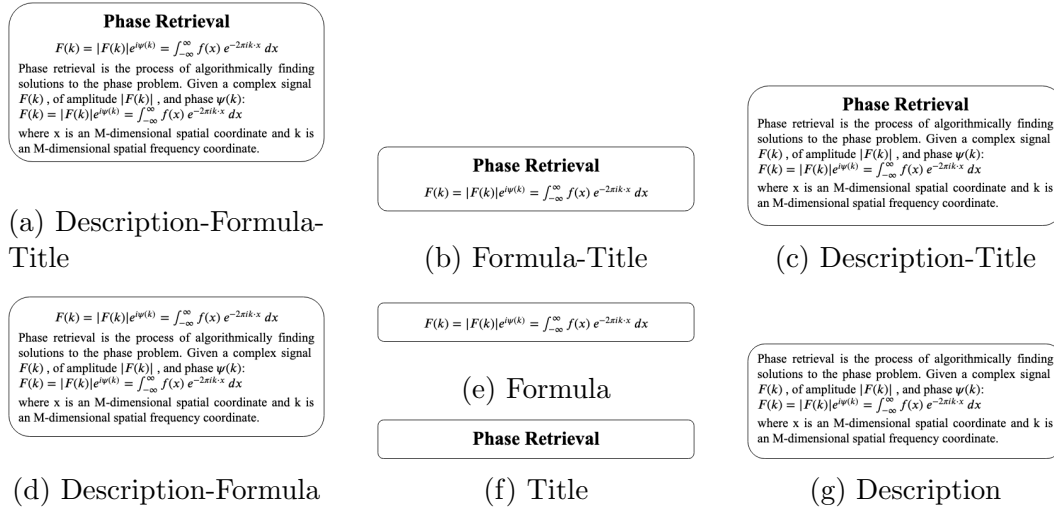 Phase Retrieval
F(k) = |F(k)|e^{iψ(k)} = ∫_{-∞}^{∞} f(x) e^{-2πik·x} dx
Phase retrieval is the process of algorithmically finding
solutions to the phase problem. Given a complex signal
F(k) , of amplitude |F(k)| , and phase ψ(k):
F(k) = |F(k)|e^{iψ(k)} = ∫_{-∞}^{∞} f(x) e^{-2πik·x} dx
where x is an M-dimensional spatial coordinate and k is
an M-dimensional spatial frequency coordinate.
(a) Description-Formula-
Title
Phase Retrieval
F(k) = |F(k)|e^{iψ(k)} = ∫_{-∞}^{∞} f(x) e^{-2πik·x} dx
(b) Formula-Title
Phase Retrieval
Phase retrieval is the process of algorithmically finding
solutions to the phase problem. Given a complex signal
F(k) , of amplitude |F(k)| , and phase ψ(k):
F(k) = |F(k)|e^{iψ(k)} = ∫_{-∞}^{∞} f(x) e^{-2πik·x} dx
where x is an M-dimensional spatial coordinate and k is
an M-dimensional spatial frequency coordinate.
(c) Description-Title
F(k) = |F(k)|e^{iψ(k)} = ∫_{-∞}^{∞} f(x) e^{-2πik·x} dx
Phase retrieval is the process of algorithmically finding
solutions to the phase problem. Given a complex signal
F(k) , of amplitude |F(k)| , and phase ψ(k):
F(k) = |F(k)|e^{iψ(k)} = ∫_{-∞}^{∞} f(x) e^{-2πik·x} dx
where x is an M-dimensional spatial coordinate and k is
an M-dimensional spatial frequency coordinate.
(d) Description-Formula
F(k) = |F(k)|e^{iψ(k)} = ∫_{-∞}^{∞} f(x) e^{-2πik·x} dx
(e) Formula
Phase Retrieval
(f) Title
Phase retrieval is the process of algorithmically finding
solutions to the phase problem. Given a complex signal
F(k) , of amplitude |F(k)| , and phase ψ(k):
F(k) = |F(k)|e^{iψ(k)} = ∫_{-∞}^{∞} f(x) e^{-2πik·x} dx
where x is an M-dimensional spatial coordinate and k is
an M-dimensional spatial frequency coordinate.
(g) Description